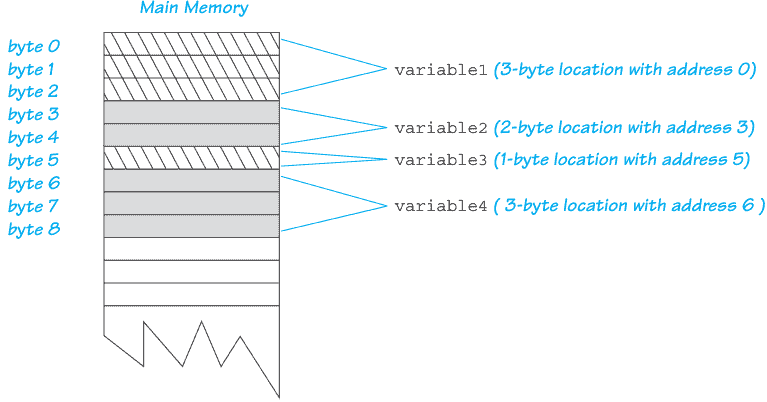 Main Memory
byte 0
byte 1
byte 2
byte 3
byte 4
byte 5
byte 6
byte 7
byte 8
variable1 (3-byte location with address 0)
variable2 (2-byte location with address 3)
variable3 (1-byte location with address 5)
variable4 ( 3-byte location with address 6 )